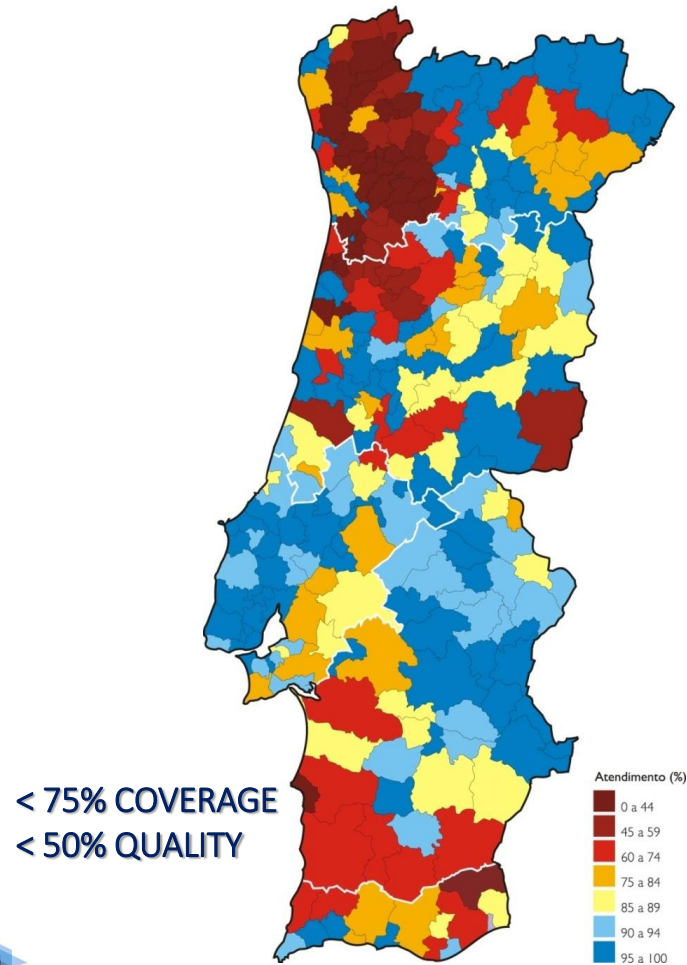 < 75% COVERAGE
< 50% QUALITY
Atendimento (%)
0 a 44
45 a 59
60 a 74
75 a 84
85 a 89
90 a 94
95 a 100